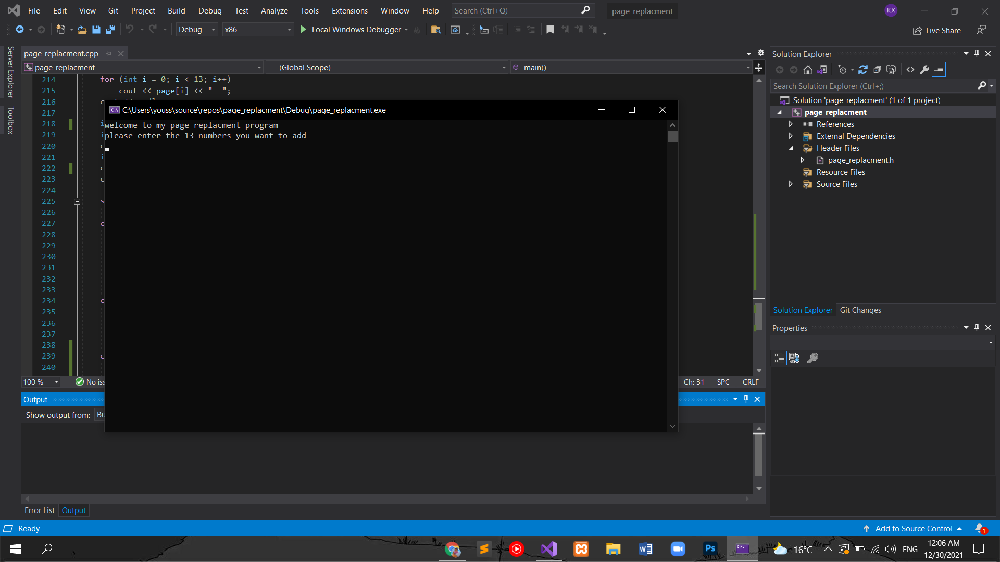 File Edit View Git Project Build Debug Test Analyze Tools Extensions Window Help Search (Ctrl+Q) page_replacment KX
Debug x86 Local Windows Debugger Live Share
Server Explorer
Toolbox
page_replacment.cpp
page_replacment (Global Scope) main()
214 for (int i = 0; i < 13; i++)
215 cout << page[i] << "  ";
216 c
217
218 i
219 i
220 c
221 i
222 c
223 c
224
225 s
226
227 c
228
229
230
231
232
233
234 c
235
236
237
238
239 c
240
C:\Users\youss\source\repos\page_replacment\Debug\page_replacment.exe
welcome to my page replacment program
please enter the 13 numbers you want to add
100 % No iss Ch: 31 SPC CRLF
Output
Show output from: Bu
Error List Output
Solution Explorer
Search Solution Explorer (Ctrl+;)
Solution 'page_replacment' (1 of 1 project)
page_replacment
References
External Dependencies
Header Files
page_replacment.h
Resource Files
Source Files
Solution Explorer Git Changes
Properties
Ready Add to Source Control 1
16°C ENG 12:06 AM
12/30/2021